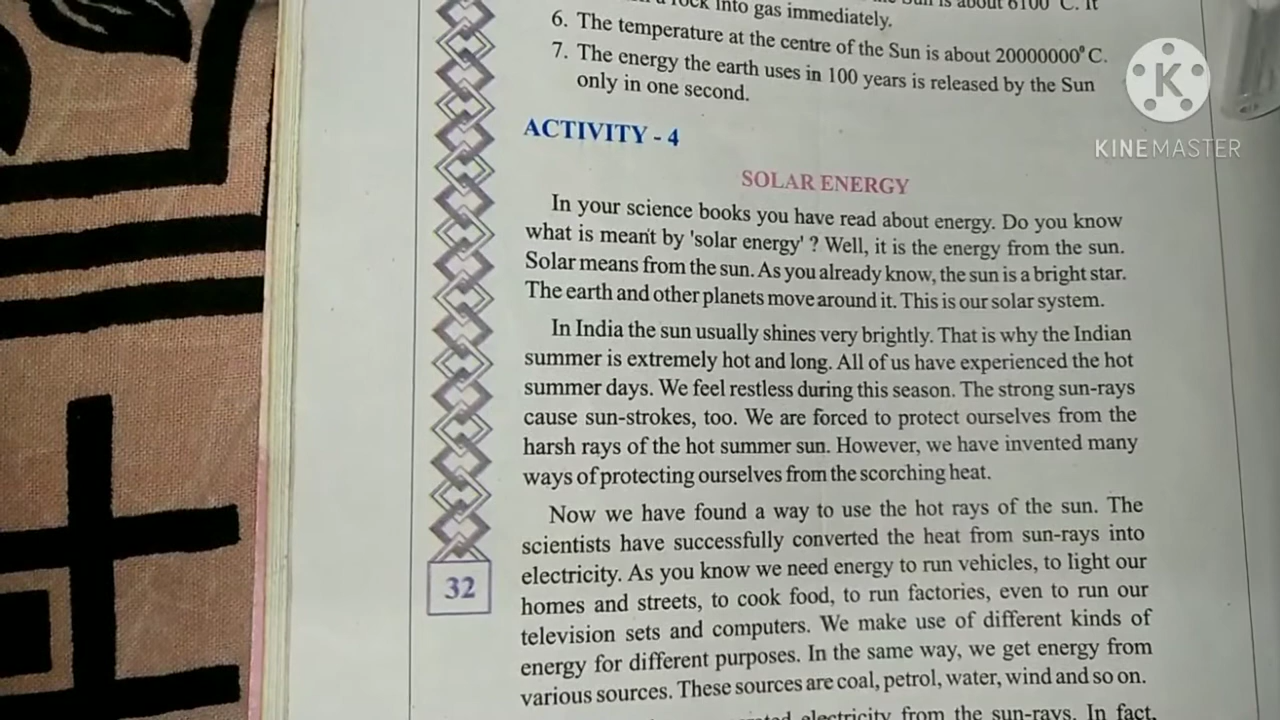 rock into gas immediately.
Sun is about 6100 C. It
6. The temperature at the centre of the Sun is about 20000000° C.
7. The energy the earth uses in 100 years is released by the Sun
only in one second.
K
KINEMASTER
ACTIVITY - 4
SOLAR ENERGY
In your science books you have read about energy. Do you know
what is meant by 'solar energy' ? Well, it is the energy from the sun.
Solar means from the sun. As you already know, the sun is a bright star.
The earth and other planets move around it. This is our solar system.
In India the sun usually shines very brightly. That is why the Indian
summer is extremely hot and long. All of us have experienced the hot
summer days. We feel restless during this season. The strong sun-rays
cause sun-strokes, too. We are forced to protect ourselves from the
harsh rays of the hot summer sun. However, we have invented many
ways of protecting ourselves from the scorching heat.
Now we have found a way to use the hot rays of the sun. The
scientists have successfully converted the heat from sun-rays into
electricity. As you know we need energy to run vehicles, to light our
homes and streets, to cook food, to run factories, even to run our
television sets and computers. We make use of different kinds of
energy for different purposes. In the same way, we get energy from
various sources. These sources are coal, petrol, water, wind and so on.
electricity from the sun-rays. In fact,
32